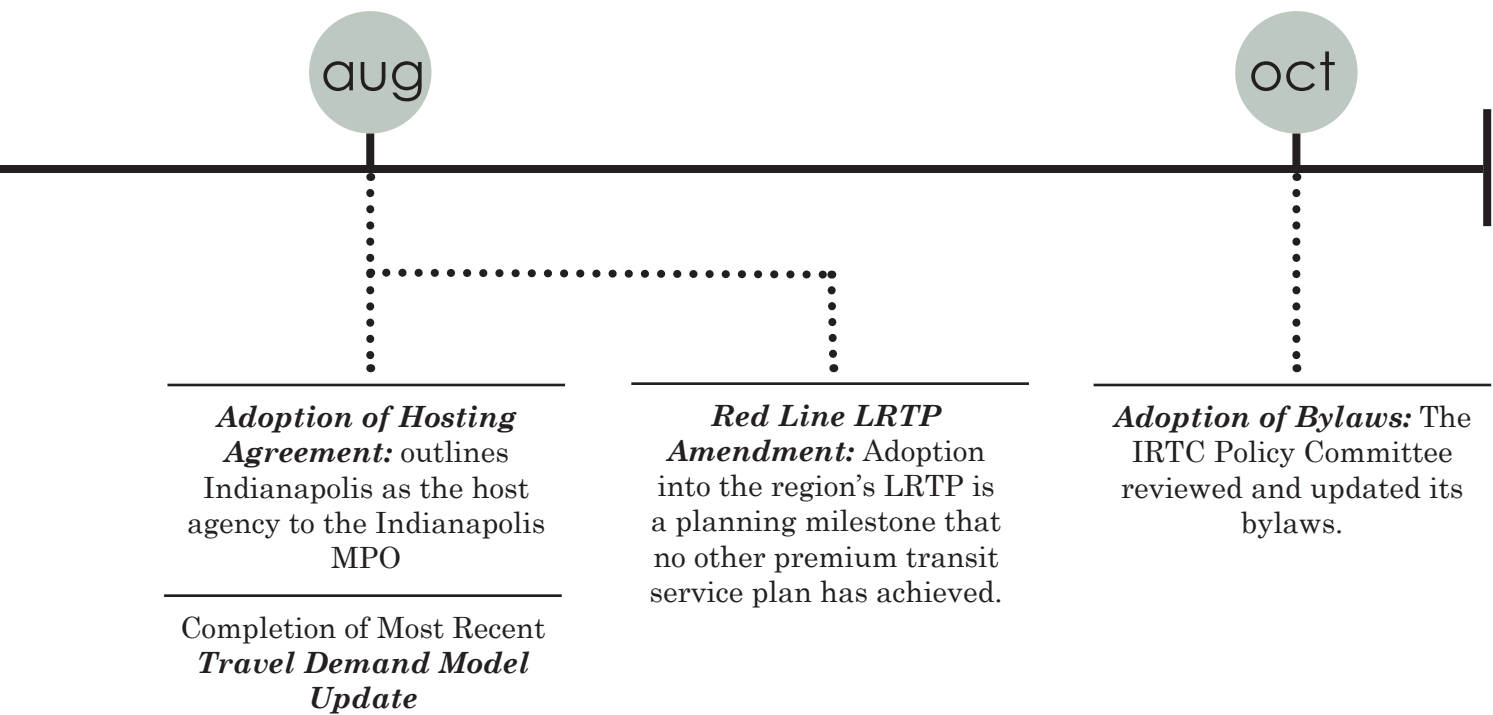 aug
oct
Adoption of Hosting
Agreement: outlines
Indianapolis as the host
agency to the Indianapolis
MPO
Completion of Most Recent
Travel Demand Model
Update
Red Line LRTP
Amendment: Adoption
into the region's LRTP is
a planning milestone that
no other premium transit
service plan has achieved.
Adoption of Bylaws: The
IRTC Policy Committee
reviewed and updated its
bylaws.